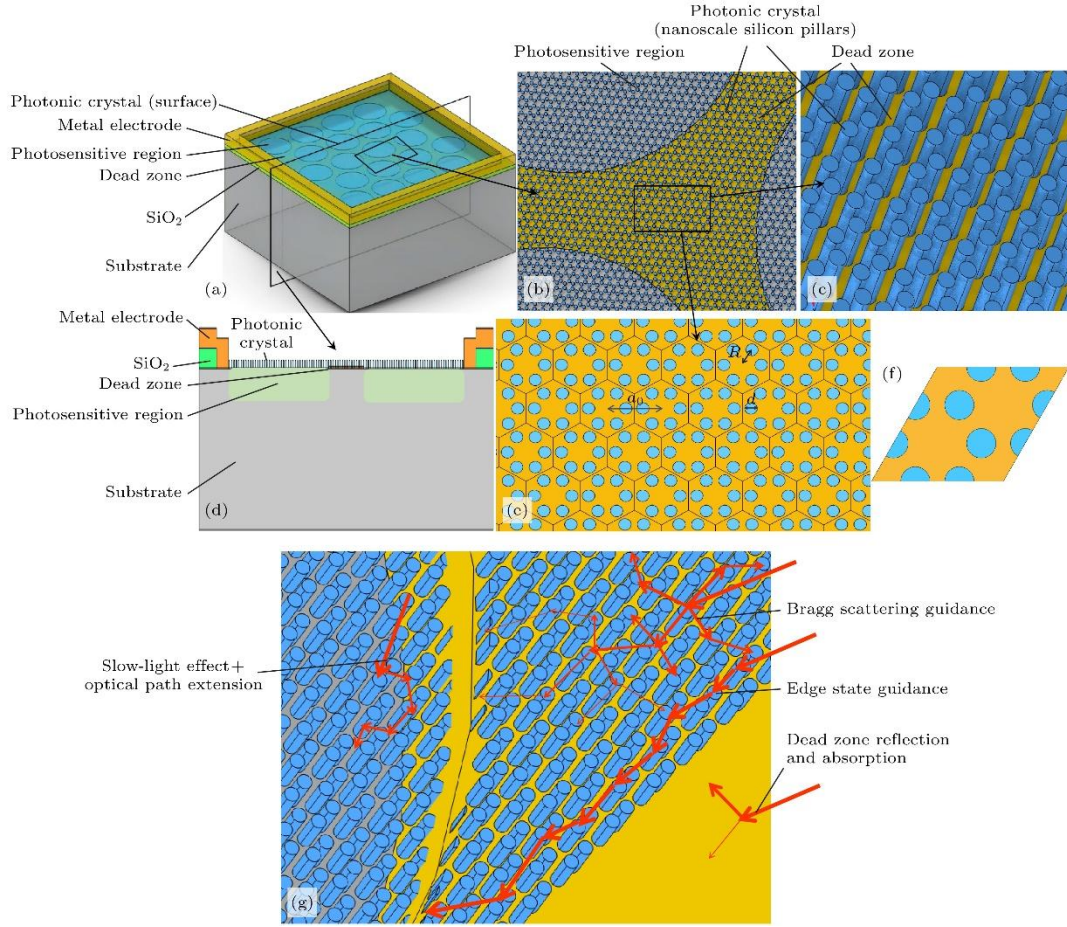 Photonic crystal
(nanoscale silicon pillars)
Photosensitive region
Dead zone
Photonic crystal (surface)
Metal electrode
Photosensitive region
Dead zone
SiO2
Substrate
(a)
(b)
(c)
Metal electrode
Photonic
crystal
SiO2
Dead zone
Photosensitive region
Substrate
(d)
R
a0
d
(e)
(f)
Bragg scattering guidance
Slow-light effect+
optical path extension
Edge state guidance
Dead zone reflection
and absorption
(g)